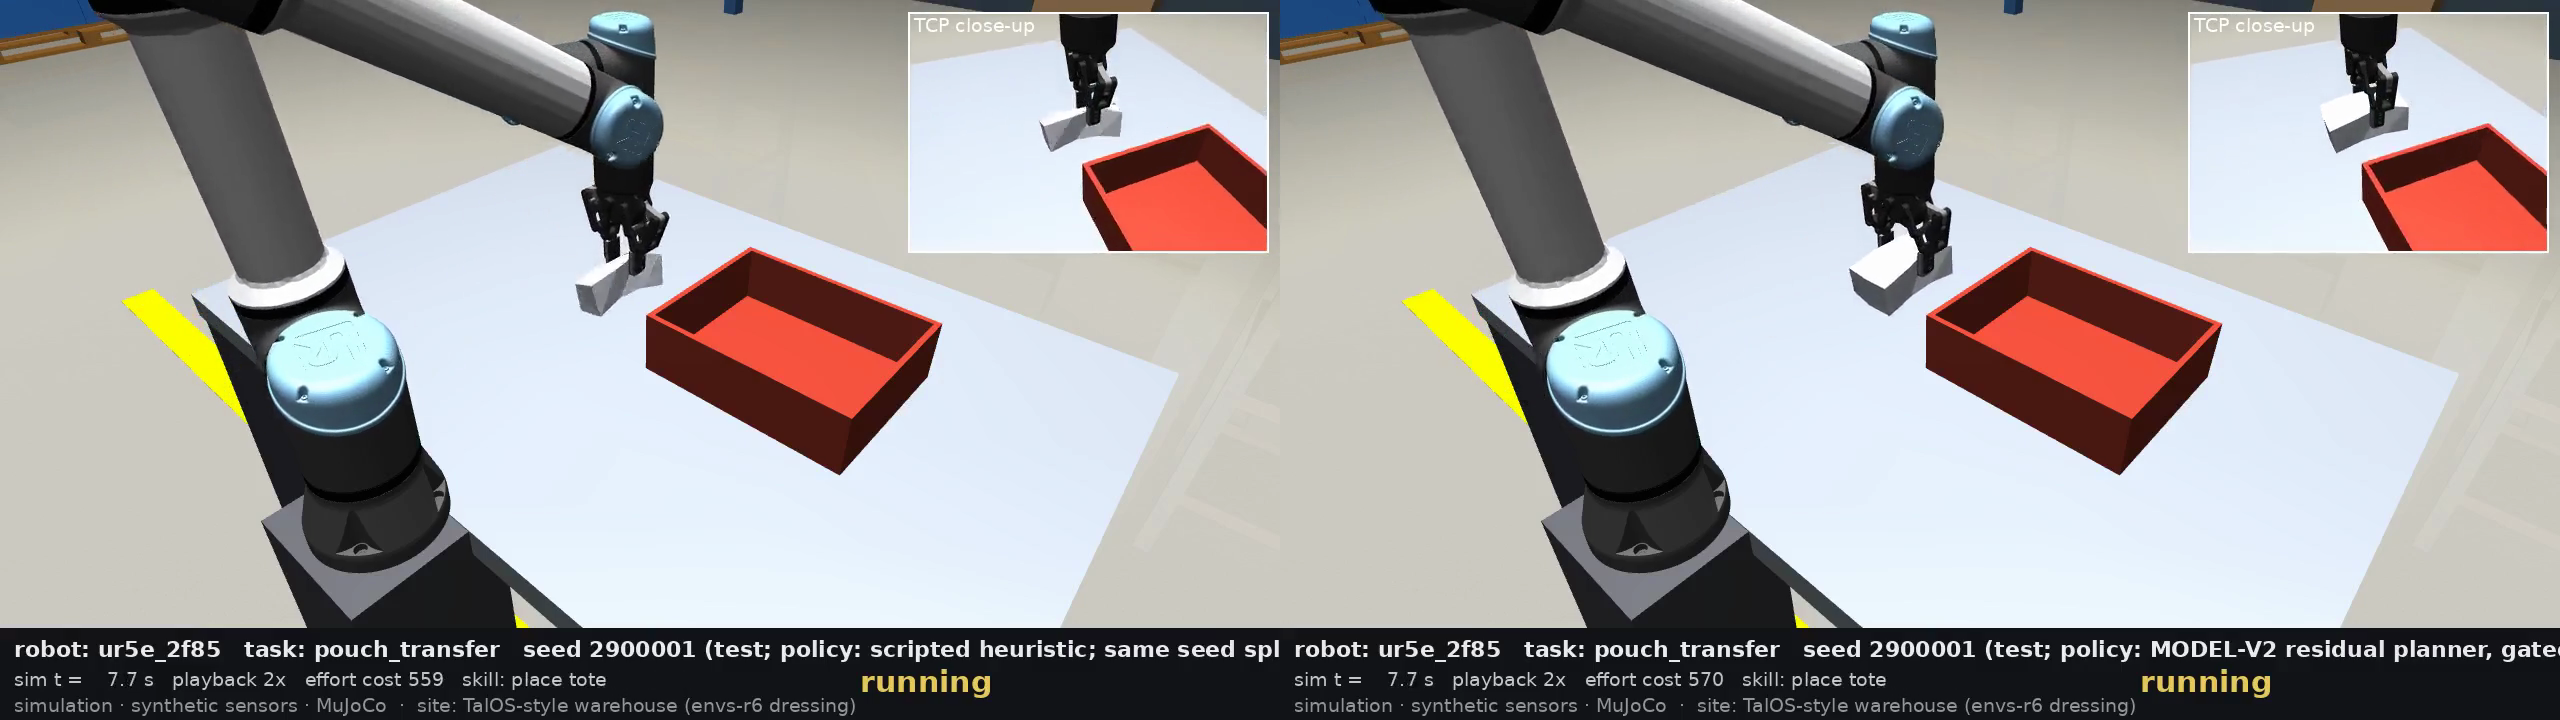 TCP close-up
robot: ur5e_2f85 task: pouch_transfer seed 2900001 (test; policy: scripted heuristic; same seed spl
sim t = 7.7 s playback 2x effort cost 559 skill: place tote
running
simulation · synthetic sensors · MuJoCo · site: TalOS-style warehouse (envs-r6 dressing)
TCP close-up
robot: ur5e_2f85 task: pouch_transfer seed 2900001 (test; policy: MODEL-V2 residual planner, gate
sim t = 7.7 s playback 2x effort cost 570 skill: place tote
running
simulation · synthetic sensors · MuJoCo · site: TalOS-style warehouse (envs-r6 dressing)